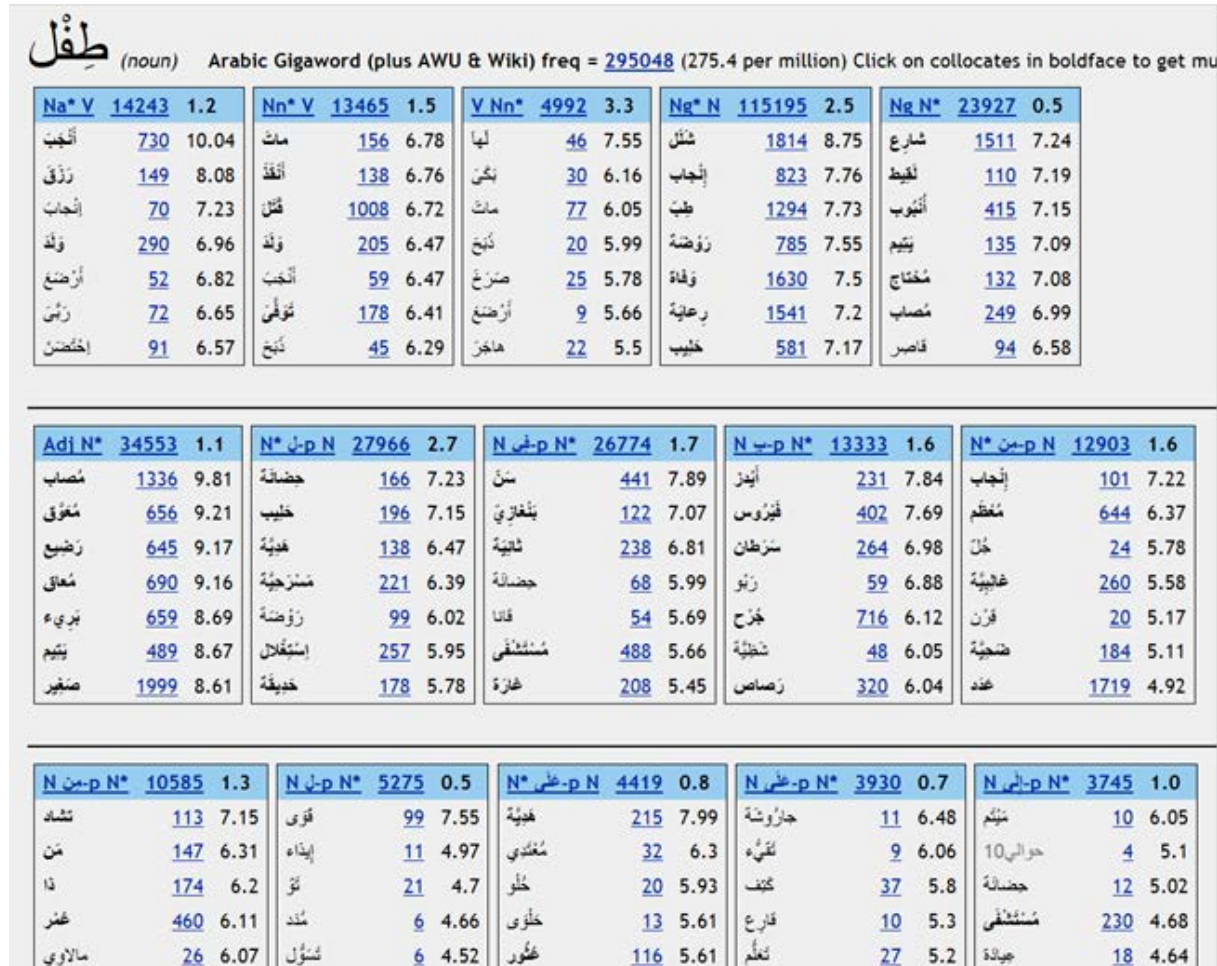 طِفْل (noun) Arabic Gigaword (plus AWU & Wiki) freq = 295048 (275.4 per million) Click on collocates in boldface to get mu
Na* V 14243 1.2 Nn* V 13465 1.5 V Nn* 4992 3.3 Ng* N 115195 2.5 Ng N* 23927 0.5
أَنْجَبَ 730 10.04 ماتَ 156 6.78 لَها 46 7.55 شَلَل 1814 8.75 شارِع 1511 7.24
رَزَقَ 149 8.08 أَنْقَذَ 138 6.76 بَكَى 30 6.16 إِنْجاب 823 7.76 لَقِيط 110 7.19
إِنْجابَ 70 7.23 قَتَلَ 1008 6.72 ماتَ 77 6.05 طِبّ 1294 7.73 أُنْبُوب 415 7.15
وَلَدَ 290 6.96 وَلَدَ 205 6.47 ذَبَحَ 20 5.99 رَوْضَة 785 7.55 يَتِيم 135 7.09
أَرْضَعَ 52 6.82 أَنْجَبَ 59 6.47 صَرَخَ 25 5.78 وَفاة 1630 7.5 مُحْتاج 132 7.08
رَبَّى 72 6.65 تَوَفَّى 178 6.41 أَرْضَعَ 9 5.66 رِعايَة 1541 7.2 مُصاب 249 6.99
إِحْتَضَنَ 91 6.57 ذَبَحَ 45 6.29 هاجَرَ 22 5.5 حَلِيب 581 7.17 قاصِر 94 6.58
Adj N* 34553 1.1 N* ل-p N 27966 2.7 N في-p N* 26774 1.7 N ب-p N* 13333 1.6 N* من-p N 12903 1.6
مُصاب 1336 9.81 حِضانَة 166 7.23 سَنّ 441 7.89 أَيْدز 231 7.84 إِنْجاب 101 7.22
مُعَوَّق 656 9.21 حَلِيب 196 7.15 بَنْغازِيّ 122 7.07 فَيْرُوس 402 7.69 مُعْظَم 644 6.37
رَضِيع 645 9.17 هَدِيَّة 138 6.47 ثانِيَة 238 6.81 سَرَطان 264 6.98 جُلّ 24 5.78
مُعاق 690 9.16 مَسْرَحِيَّة 221 6.39 حِضانَة 68 5.99 رَبْو 59 6.88 غالِبِيَّة 260 5.58
بَرِيء 659 8.69 رَوْضَة 99 6.02 قانا 54 5.69 جُرْح 716 6.12 قَرْن 20 5.17
يَتِيم 489 8.67 إِسْتِغْلال 257 5.95 مُسْتَشْفَى 488 5.66 شَظِيَّة 48 6.05 ضَحِيَّة 184 5.11
صَغِير 1999 8.61 حَدِيقَة 178 5.78 غارَة 208 5.45 رَصاص 320 6.04 عَدَد 1719 4.92
N من-p N* 10585 1.3 N ل-p N* 5275 0.5 N* على-p N 4419 0.8 N على-p N* 3930 0.7 N إلى-p N* 3745 1.0
تشاد 113 7.15 قَوَى 99 7.55 هَدِيَّة 215 7.99 جارُوشَة 11 6.48 مَيْتَم 10 6.05
مَن 147 6.31 إِيذاء 11 4.97 مُعْتَدِي 32 6.3 تَقَيُّء 9 6.06 حوالي10 4 5.1
ذا 174 6.2 تَوّ 21 4.7 حُلْو 20 5.93 كَتِف 37 5.8 حِضانَة 12 5.02
عُمْر 460 6.11 6 4.66 حَلْوَى 13 5.61 قارِع 10 5.3 مُسْتَشْفَى 230 4.68
مالاوي 26 6.07 تَسَوُّل 6 4.52 عُثُور 116 5.61 تَعَلُّم 27 5.2 عِيادَة 18 4.64